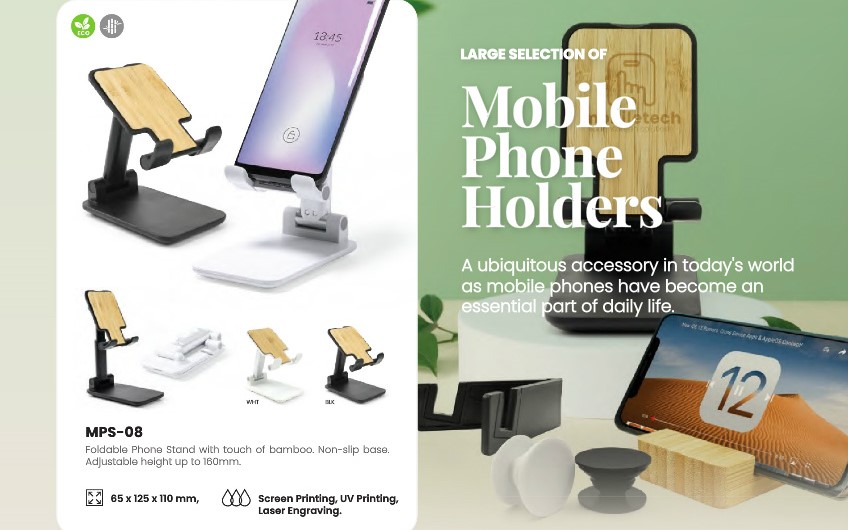 ECO
18:45
WHT
BLK
MPS-08
Foldable Phone Stand with touch of bamboo. Non-slip base.
Adjustable height up to 160mm.
65 x 125 x 110 mm,
Screen Printing, UV Printing,
Laser Engraving.
LARGE SELECTION OF
Mobile
Phone
Holders
A ubiquitous accessory in today's world
as mobile phones have become an
essential part of daily life.
12